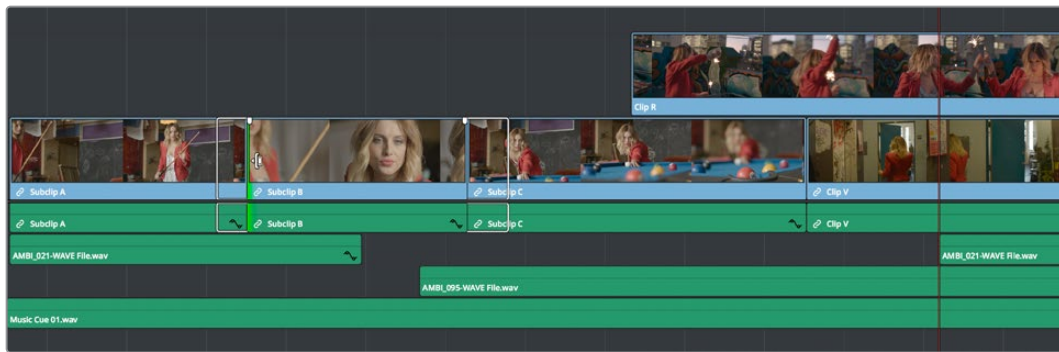 Clip R
Subclip A
Subclip B
Subclip C
Clip V
Subclip A
Subclip B
Subclip C
Clip V
AMBI_021-WAVE File.wav
AMBI_021-WAVE File.wav
AMBI_095-WAVE File.wav
Music Cue 01.wav